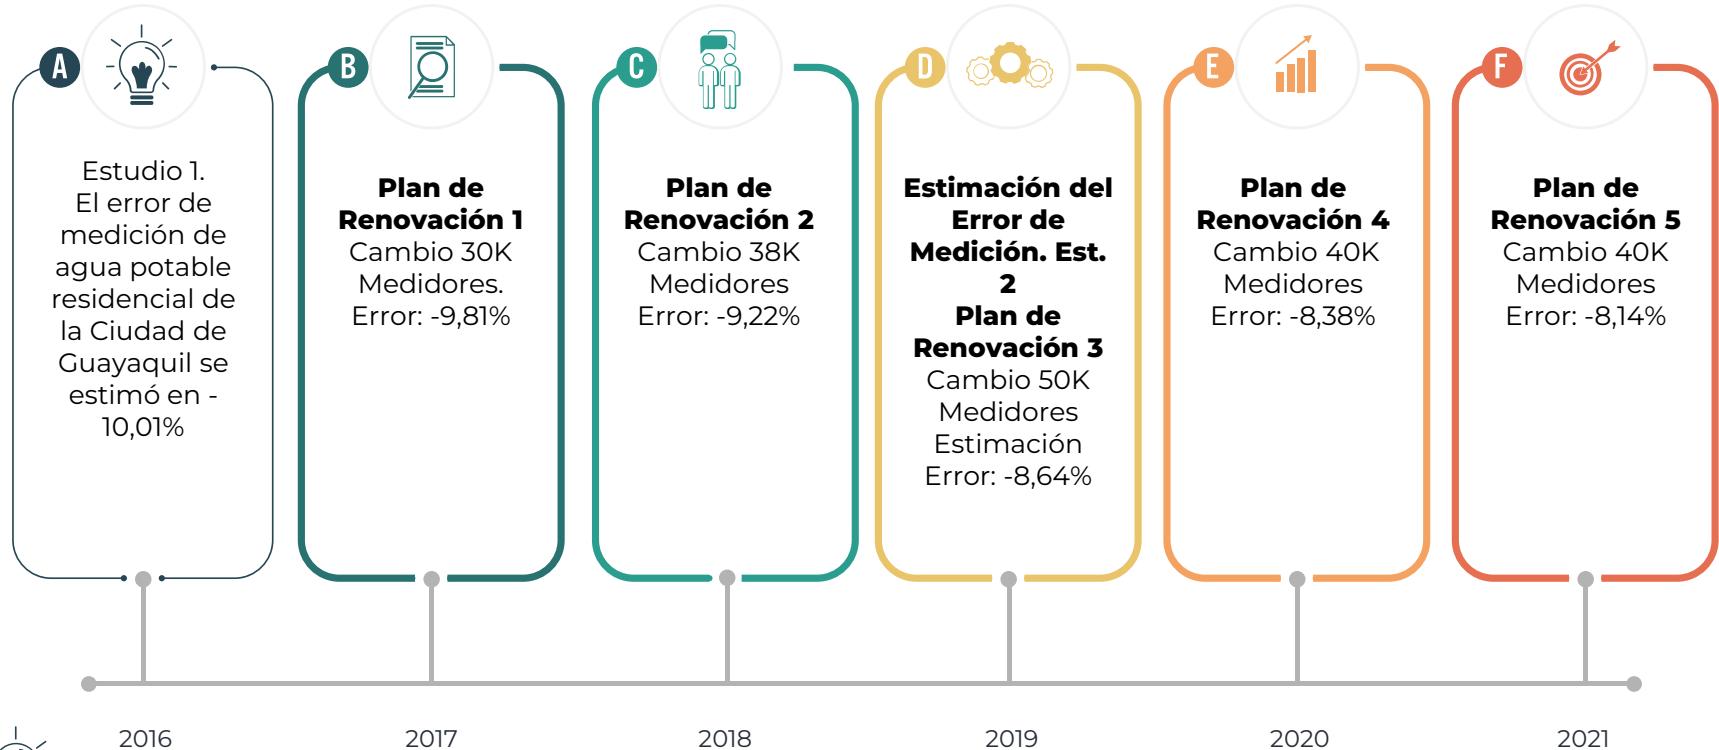 A
Estudio 1.
El error de
medición de
agua potable
residencial de
la Ciudad de
Guayaquil se
estimó en -
10,01%
B
Plan de
Renovación 1
Cambio 30K
Medidores.
Error: -9,81%
C
Plan de
Renovación 2
Cambio 38K
Medidores
Error: -9,22%
D
Estimación del
Error de
Medición. Est.
2
Plan de
Renovación 3
Cambio 50K
Medidores
Estimación
Error: -8,64%
E
Plan de
Renovación 4
Cambio 40K
Medidores
Error: -8,38%
F
Plan de
Renovación 5
Cambio 40K
Medidores
Error: -8,14%
2016
2017
2018
2019
2020
2021